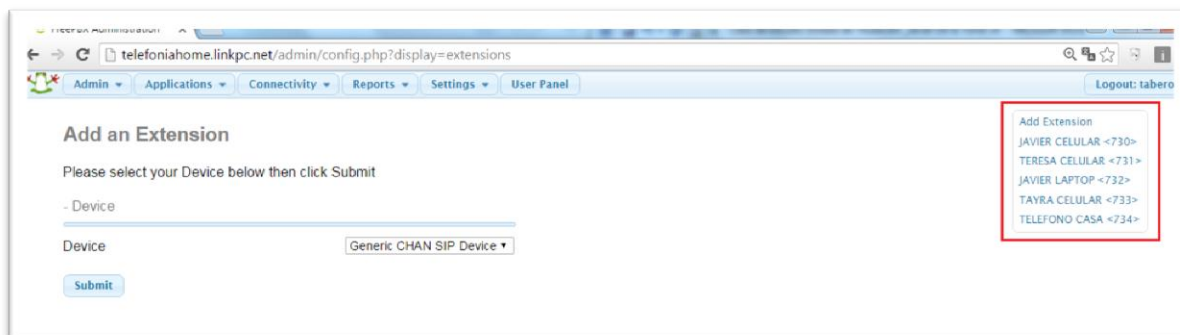 FreePBX Administration
telefoniahome.linkpc.net/admin/config.php?display=extensions
Admin Applications Connectivity Reports Settings User Panel Logout: tabero
Add an Extension
Please select your Device below then click Submit
- Device
Device Generic CHAN SIP Device
Submit
Add Extension
JAVIER CELULAR <730>
TERESA CELULAR <731>
JAVIER LAPTOP <732>
TAYRA CELULAR <733>
TELEFONO CASA <734>